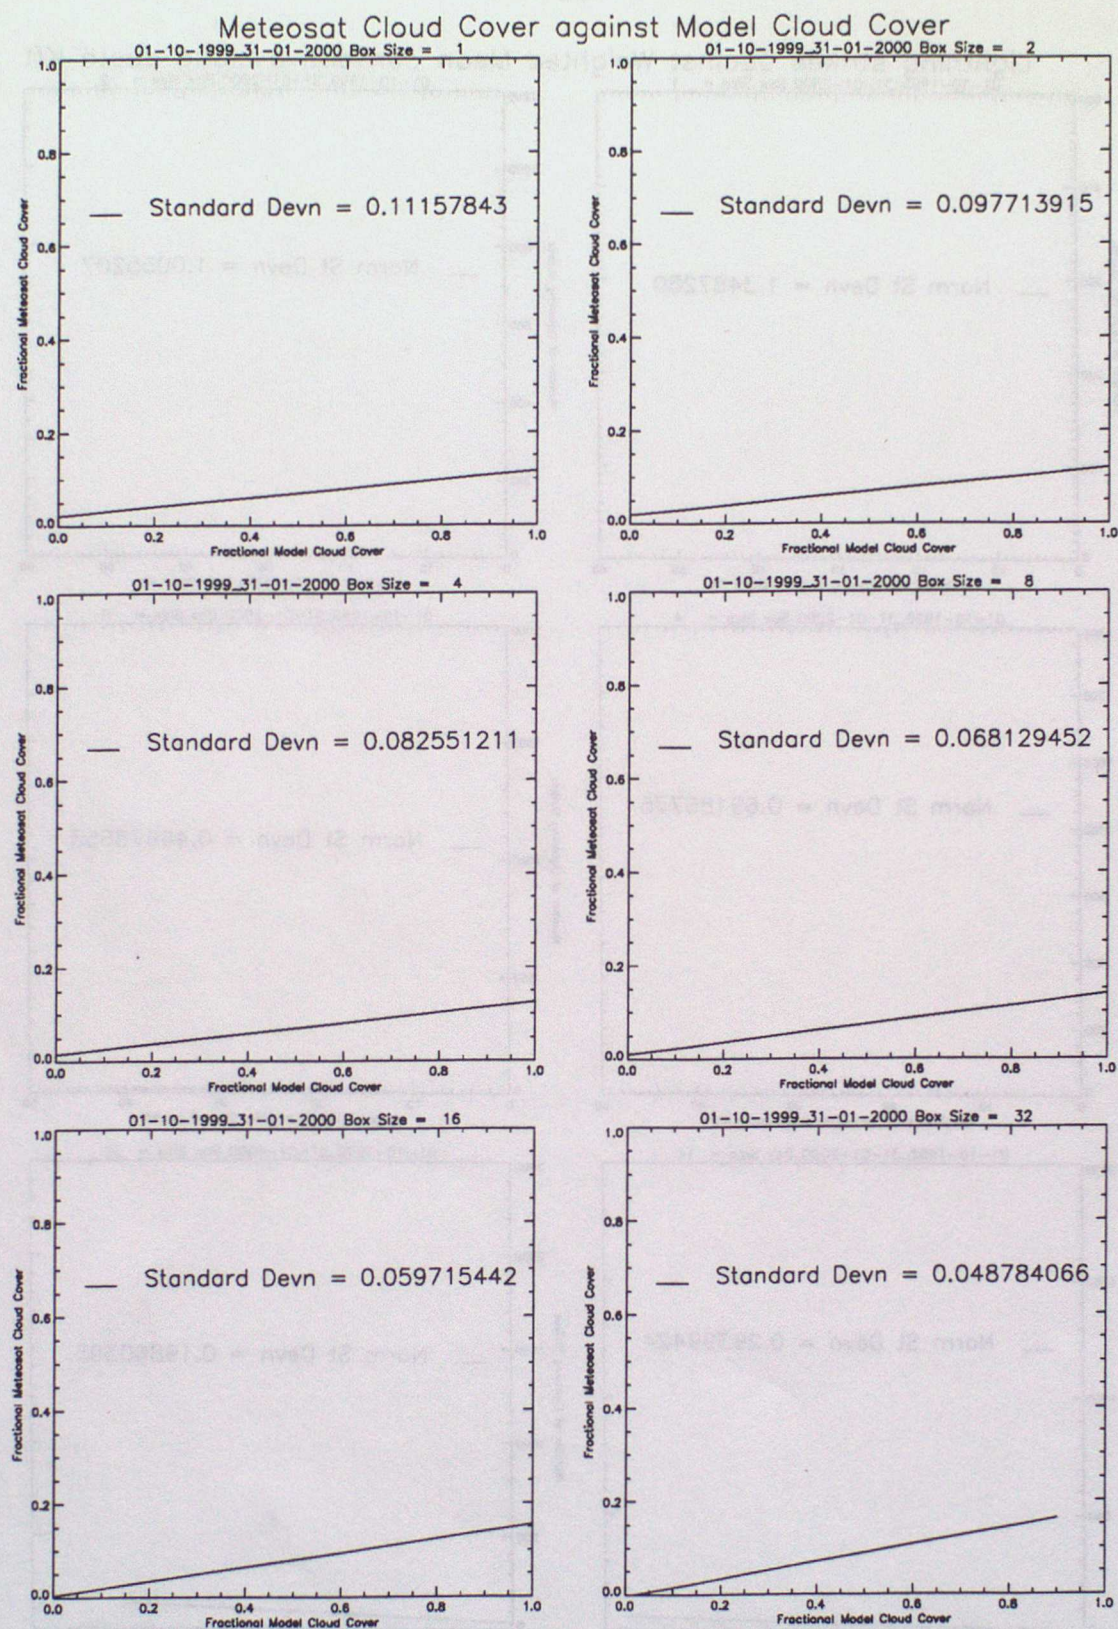 Meteosat Cloud Cover against Model Cloud Cover
01-10-1999_31-01-2000 Box Size = 1
1.0
0.8
0.6
0.4
0.2
0.0
Fractional Meteosat Cloud Cover
Standard Devn = 0.11157843
0.0 0.2 0.4 0.6 0.8 1.0
Fractional Model Cloud Cover
01-10-1999_31-01-2000 Box Size = 2
1.0
0.8
0.6
0.4
0.2
0.0
Fractional Meteosat Cloud Cover
Standard Devn = 0.097713915
0.0 0.2 0.4 0.6 0.8 1.0
Fractional Model Cloud Cover
01-10-1999_31-01-2000 Box Size = 4
1.0
0.8
0.6
0.4
0.2
0.0
Fractional Meteosat Cloud Cover
Standard Devn = 0.082551211
0.0 0.2 0.4 0.6 0.8 1.0
Fractional Model Cloud Cover
01-10-1999_31-01-2000 Box Size = 8
1.0
0.8
0.6
0.4
0.2
0.0
Fractional Meteosat Cloud Cover
Standard Devn = 0.068129452
0.0 0.2 0.4 0.6 0.8 1.0
Fractional Model Cloud Cover
01-10-1999_31-01-2000 Box Size = 16
1.0
0.8
0.6
0.4
0.2
0.0
Fractional Meteosat Cloud Cover
Standard Devn = 0.059715442
0.0 0.2 0.4 0.6 0.8 1.0
Fractional Model Cloud Cover
01-10-1999_31-01-2000 Box Size = 32
1.0
0.8
0.6
0.4
0.2
0.0
Fractional Meteosat Cloud Cover
Standard Devn = 0.048784066
0.0 0.2 0.4 0.6 0.8 1.0
Fractional Model Cloud Cover